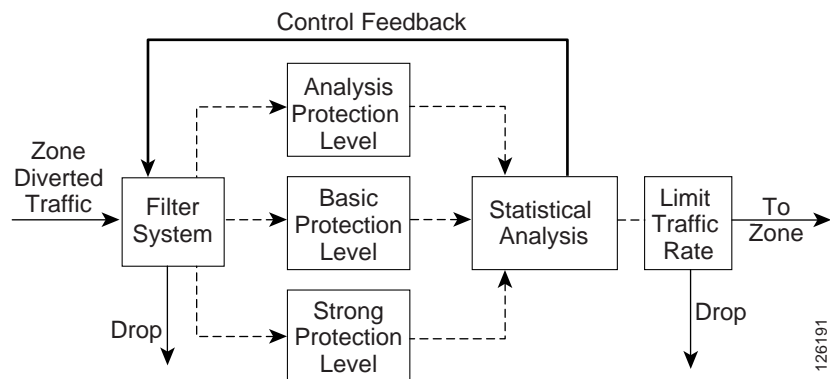 Control Feedback
Analysis
Protection
Level
Zone
Diverted
Traffic
Filter
System
Basic
Protection
Level
Statistical
Analysis
Limit
Traffic
Rate
To
Zone
Strong
Protection
Level
Drop
Drop
126191